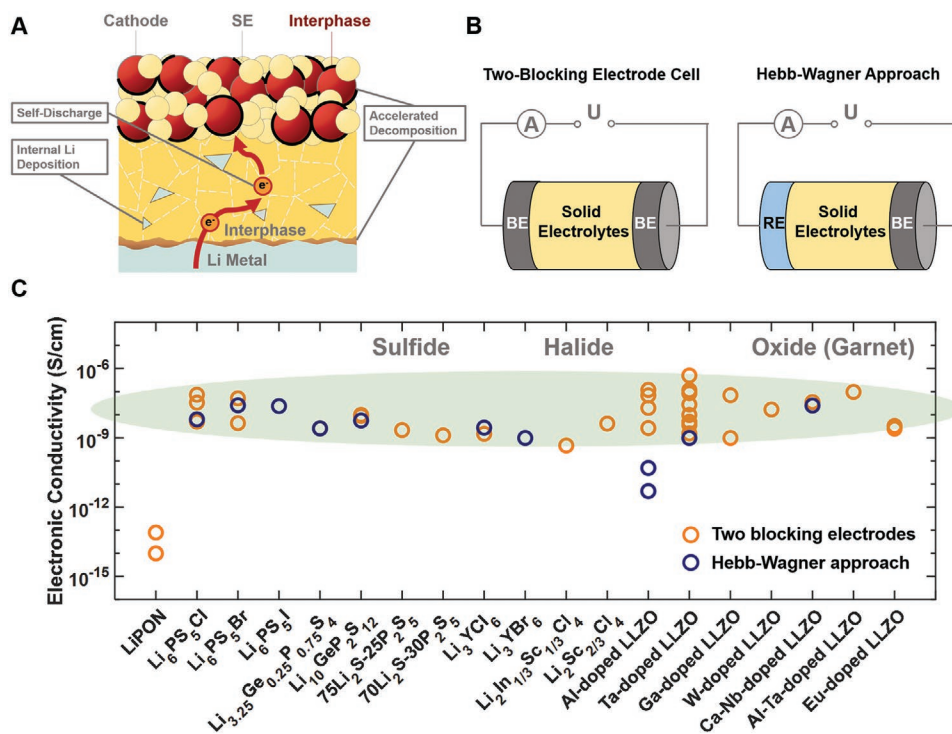 A
Cathode
SE
Interphase
Self-Discharge
Internal Li
Deposition
Accelerated
Decomposition
e-
e-
Interphase
Li Metal
B
Two-Blocking Electrode Cell
Hebb-Wagner Approach
A
U
A
U
BE
Solid
Electrolytes
BE
RE
Solid
Electrolytes
BE
C
Electronic Conductivity (S/cm)
Sulfide
Halide
Oxide (Garnet)
10-6
10-9
10-12
10-15
Two blocking electrodes
Hebb-Wagner approach
LiPON
Li6PS5Cl
Li6PS5Br
Li6PS5I
Li3.25Ge0.25P0.75S4
Li10GeP2S12
75Li2S-25P2S5
70Li2S-30P2S5
Li3YCl6
Li3YBr6
Li2In1/3Sc1/3Cl4
Li2Sc2/3Cl4
Al-doped LLZO
Ta-doped LLZO
Ga-doped LLZO
W-doped LLZO
Ca-Nb-doped LLZO
Al-Ta-doped LLZO
Eu-doped LLZO